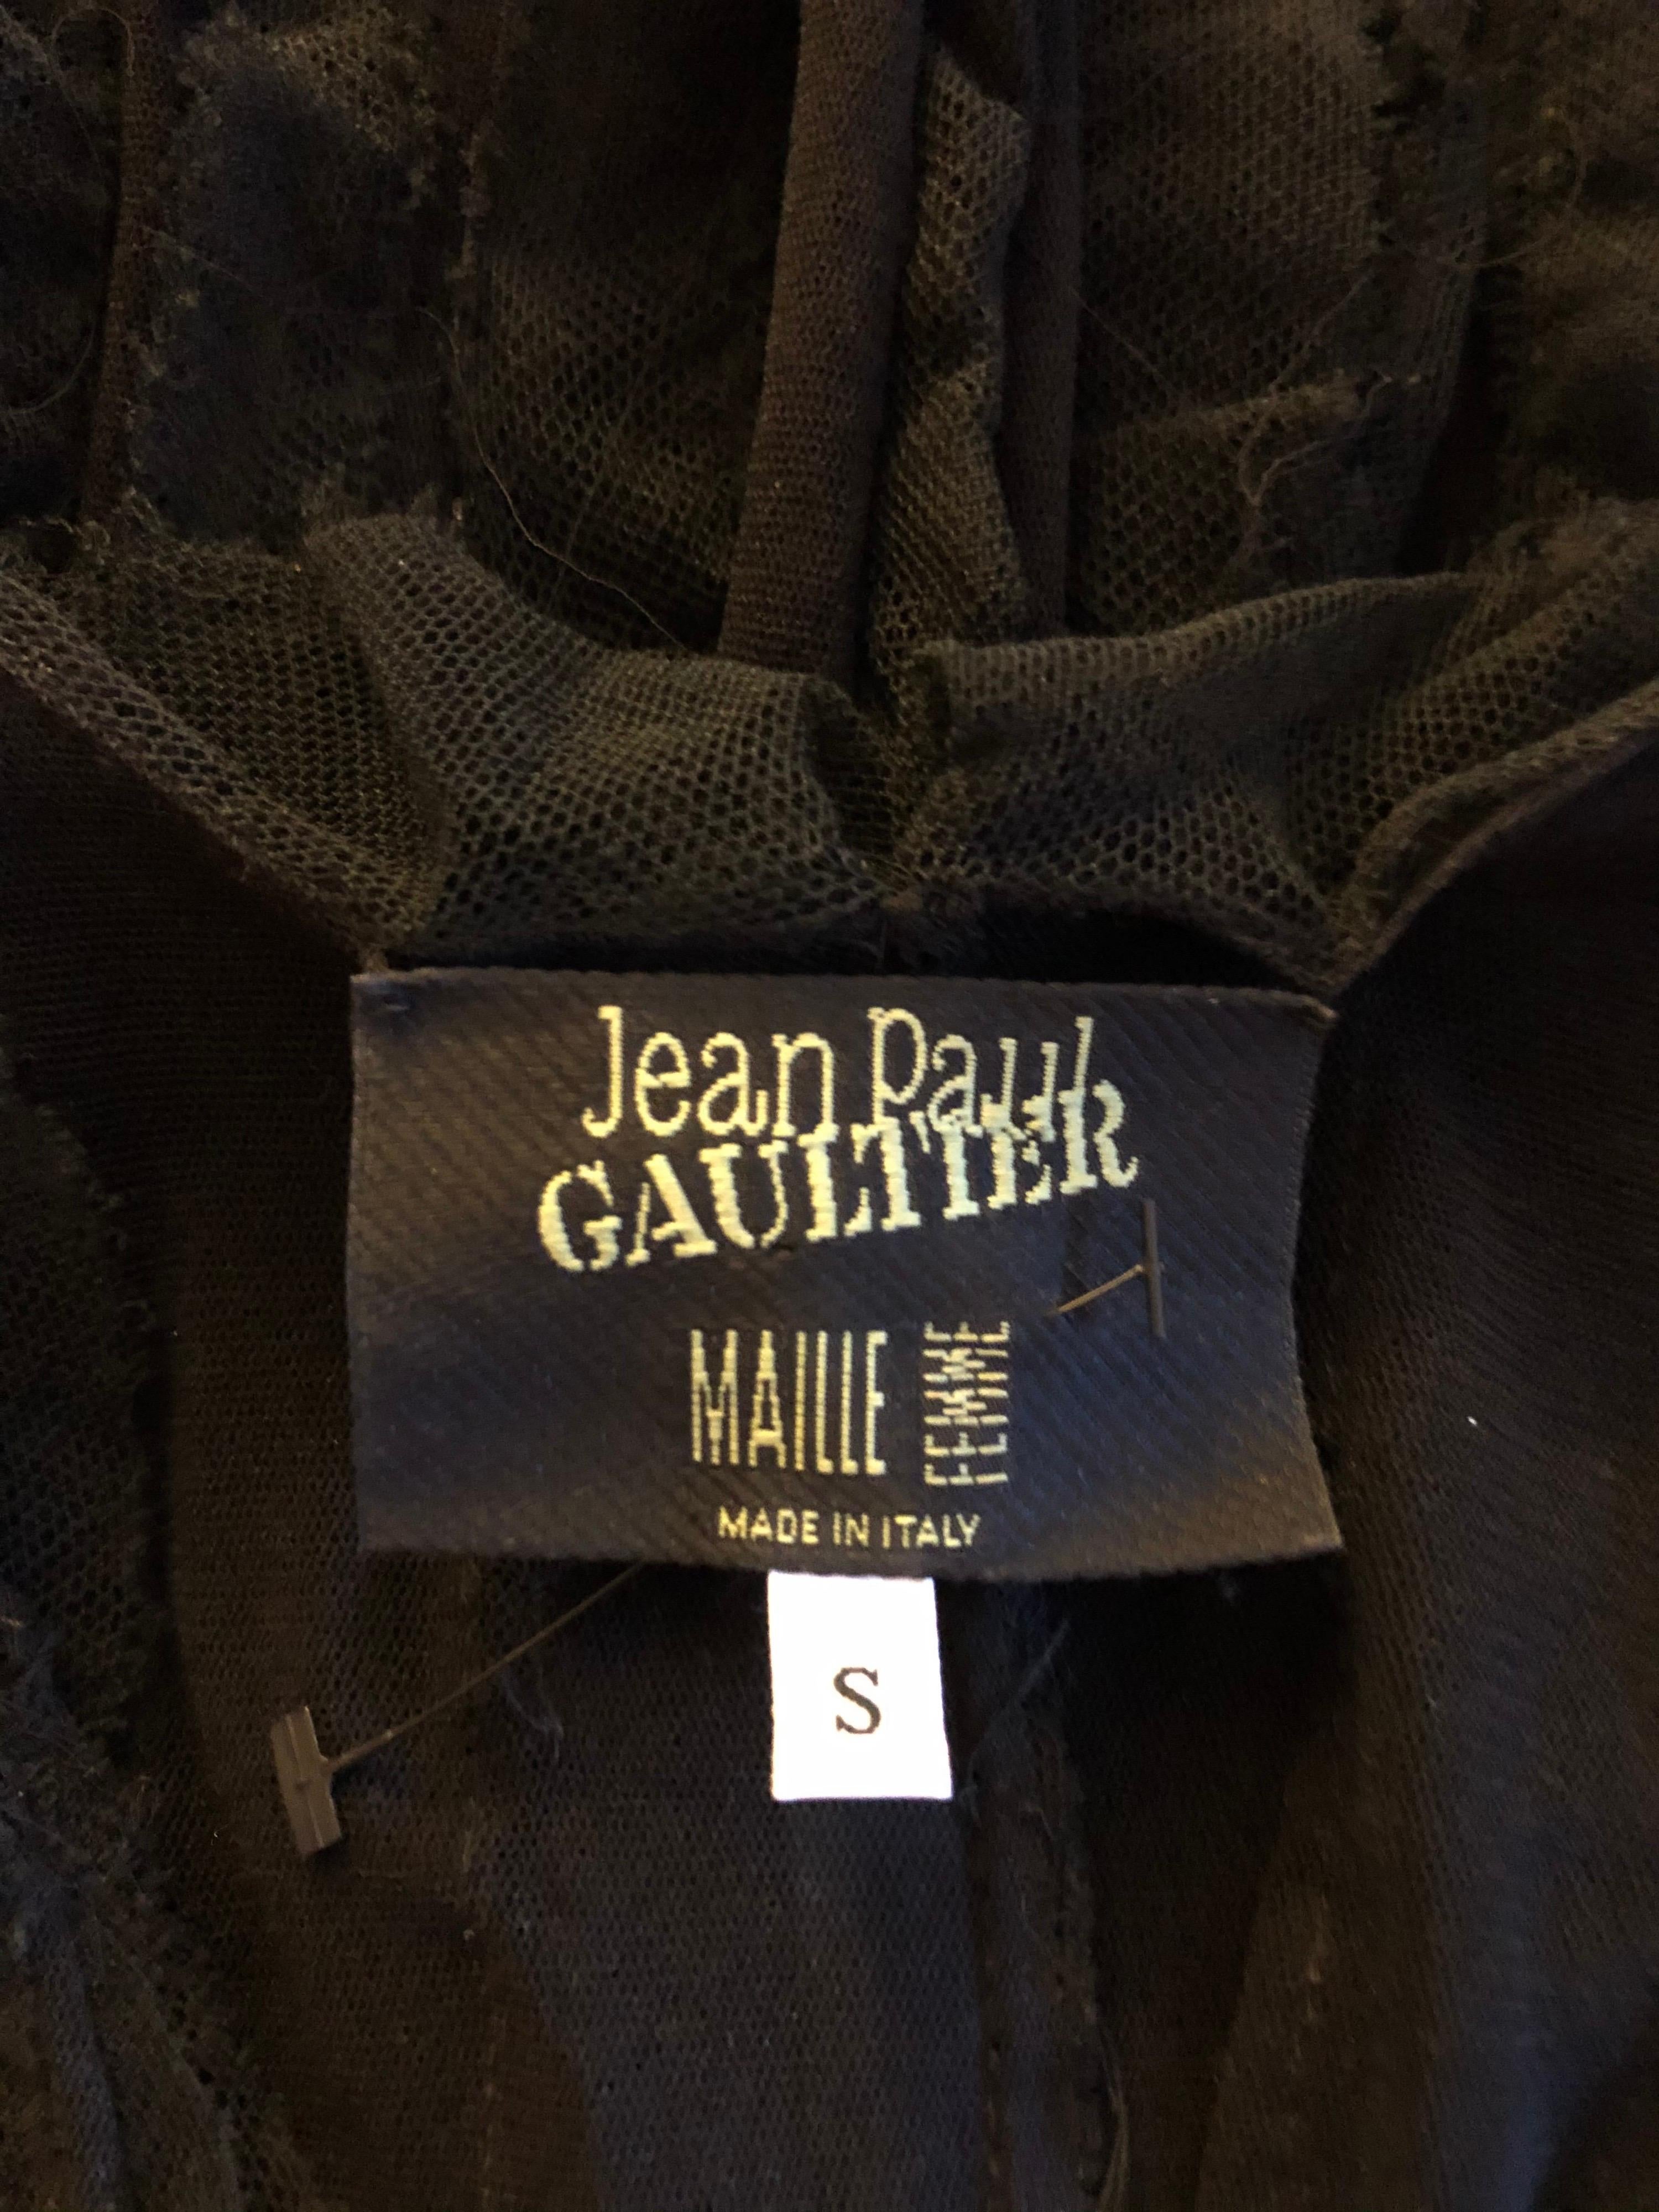 Jean Paul
GAULTIER
MAILLE FEMME
MADE IN ITALY
S